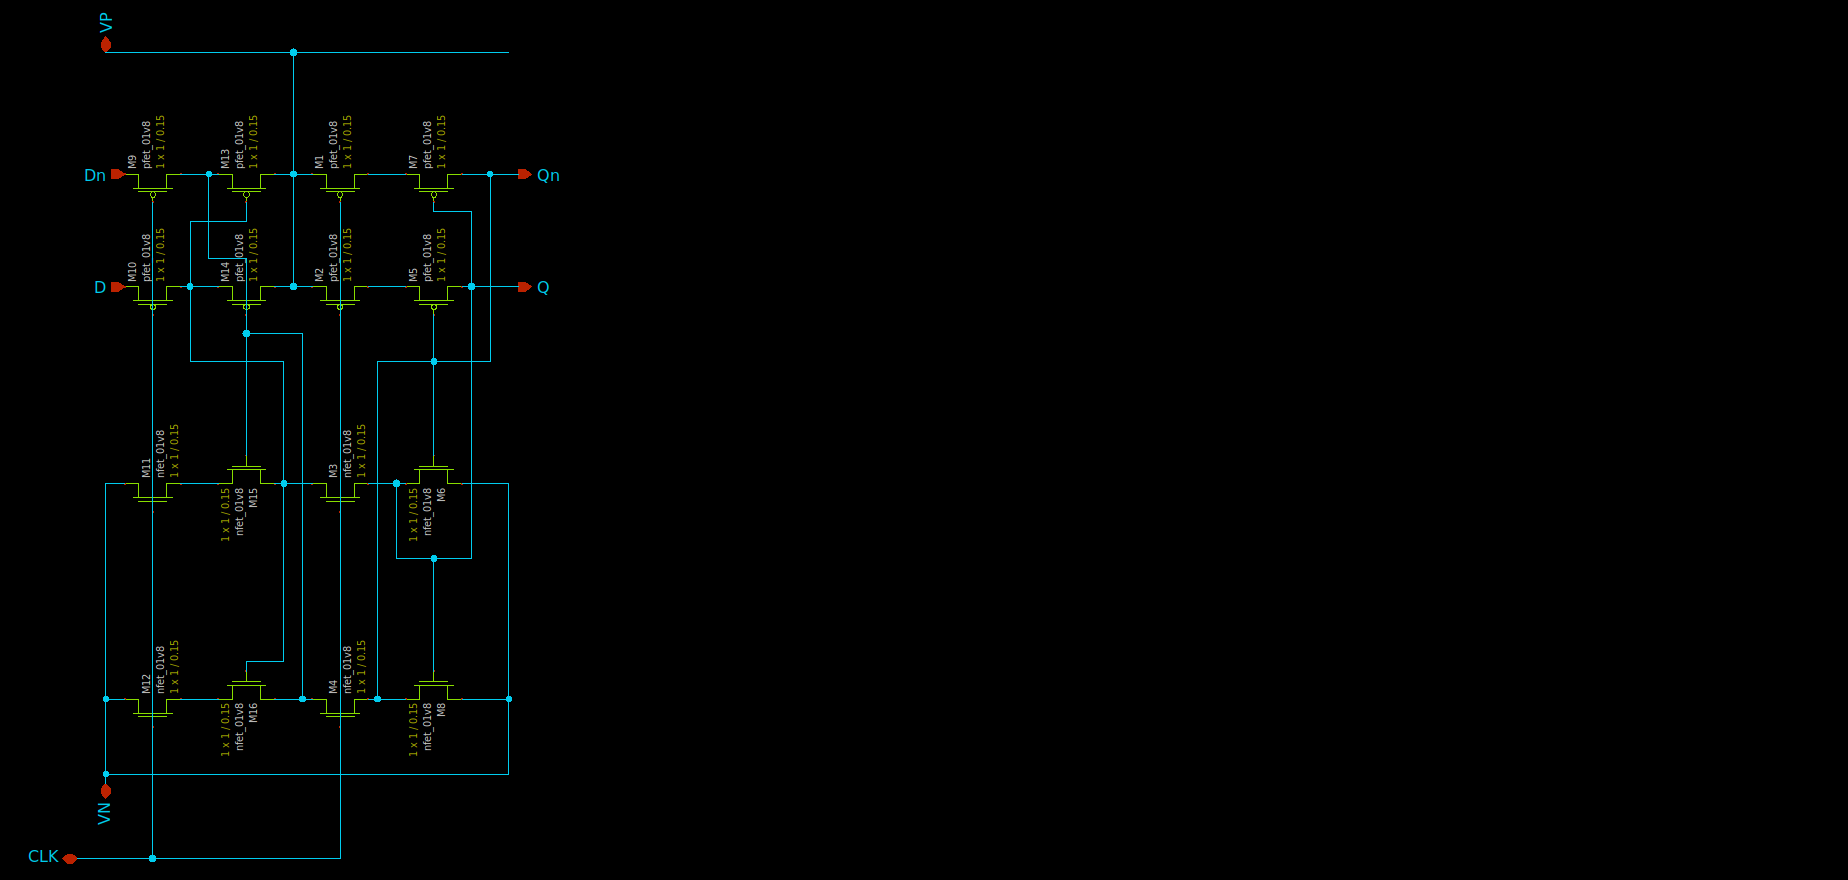 VP
M9
pfet_01v8
1 x 1 / 0.15
M13
pfet_01v8
1 x 1 / 0.15
M1
pfet_01v8
1 x 1 / 0.15
M7
pfet_01v8
1 x 1 / 0.15
Dn
Qn
M10
pfet_01v8
1 x 1 / 0.15
M14
pfet_01v8
1 x 1 / 0.15
M2
pfet_01v8
1 x 1 / 0.15
M5
pfet_01v8
1 x 1 / 0.15
D
Q
M11
nfet_01v8
1 x 1 / 0.15
1 x 1 / 0.15
nfet_01v8
M15
M3
nfet_01v8
1 x 1 / 0.15
1 x 1 / 0.15
nfet_01v8
M6
M12
nfet_01v8
1 x 1 / 0.15
1 x 1 / 0.15
nfet_01v8
M16
M4
nfet_01v8
1 x 1 / 0.15
1 x 1 / 0.15
nfet_01v8
M8
VN
CLK